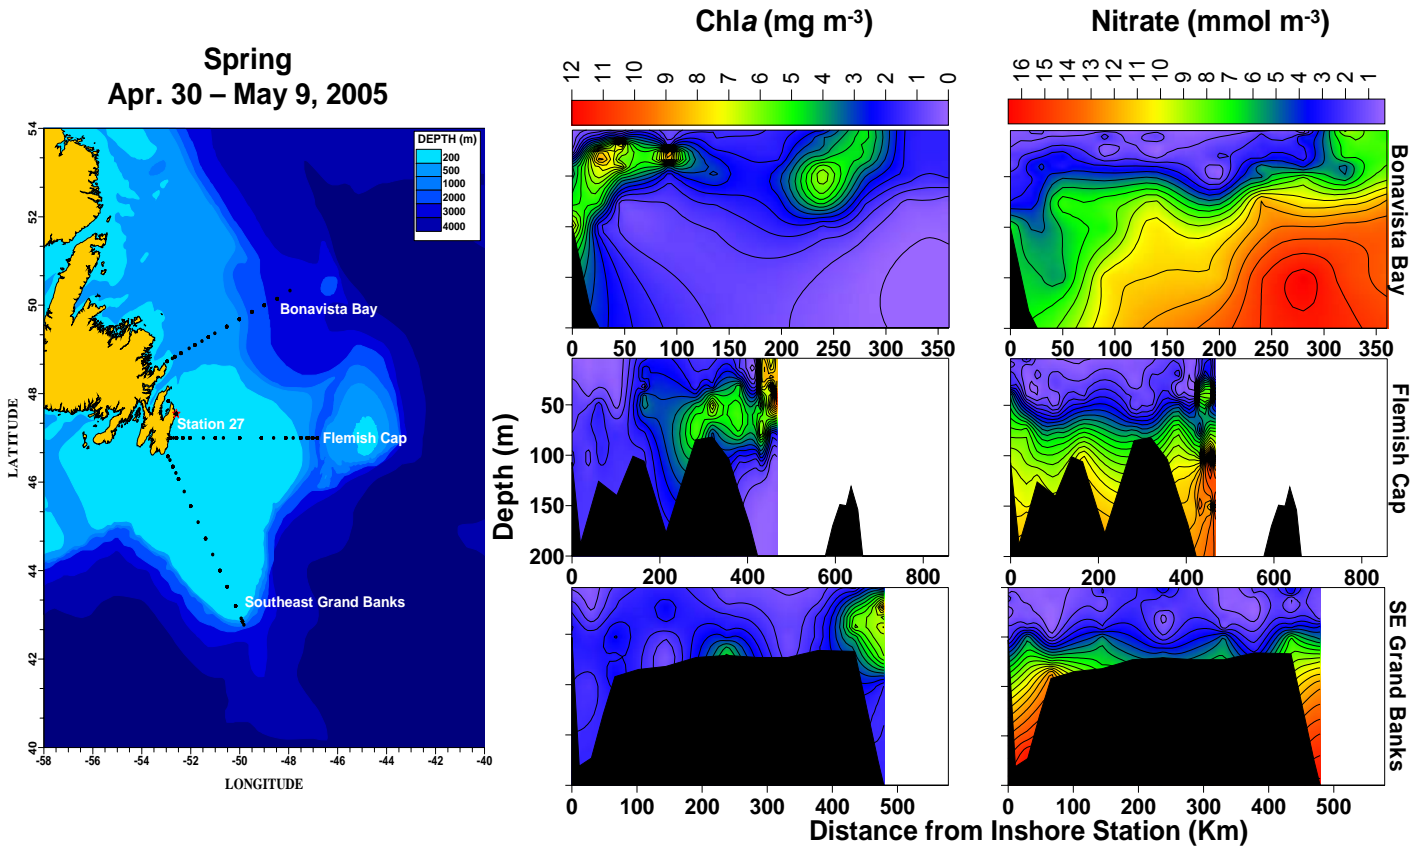 Spring
Apr. 30 – May 9, 2005
DEPTH (m)
200
500
1000
2000
3000
4000
54
52
50
48
46
44
42
40
LATITUDE
Bonavista Bay
Station 27
Flemish Cap
Southeast Grand Banks
-58 -56 -54 -52 -50 -48 -46 -44 -42 -40
LONGITUDE
Chla (mg m-3)
12 11 10 9 8 7 6 5 4 3 2 1 0
Nitrate (mmol m-3)
16 15 14 13 12 11 10 9 8 7 6 5 4 3 2 1
0 50 100 150 200 250 300 350
0 50 100 150 200 250 300 350
Bonavista Bay
Depth (m)
50
100
150
200
0 200 400 600 800
0 200 400 600 800
Flemish Cap
0 100 200 300 400 500
0 100 200 300 400 500
SE Grand Banks
Distance from Inshore Station (Km)